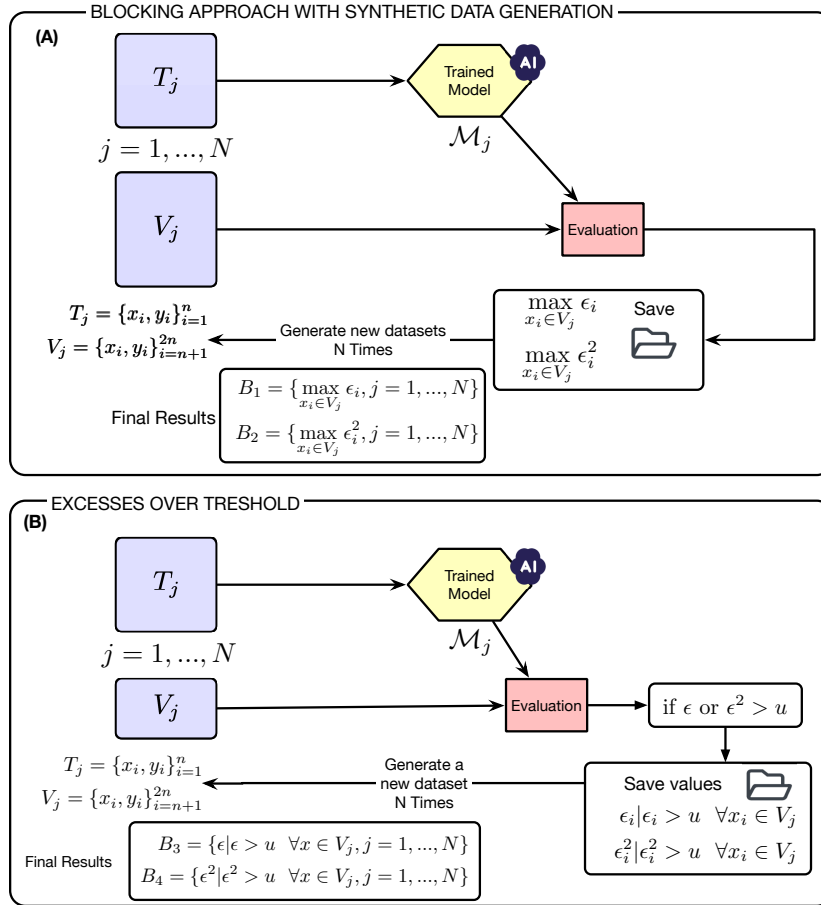 BLOCKING APPROACH WITH SYNTHETIC DATA GENERATION
(A)
T_j
Trained
Model
AI
j = 1, ..., N
M_j
V_j
Evaluation
T_j = {x_i, y_i}_{i=1}^{n}
V_j = {x_i, y_i}_{i=n+1}^{2n}
Generate new datasets
N Times
max_{x_i∈V_j} ϵ_i
Save
max_{x_i∈V_j} ϵ_i^2
Final Results
B_1 = {max_{x_i∈V_j} ϵ_i, j = 1, ..., N}
B_2 = {max_{x_i∈V_j} ϵ_i^2, j = 1, ..., N}
EXCESSES OVER TRESHOLD
(B)
T_j
Trained
Model
AI
j = 1, ..., N
M_j
V_j
Evaluation
if ϵ or ϵ^2 > u
T_j = {x_i, y_i}_{i=1}^{n}
V_j = {x_i, y_i}_{i=n+1}^{2n}
Generate a
new dataset
N Times
Save values
ϵ_i|ϵ_i > u ∀x_i ∈ V_j
ϵ_i^2|ϵ_i^2 > u ∀x_i ∈ V_j
Final Results
B_3 = {ϵ|ϵ > u ∀x ∈ V_j, j = 1, ..., N}
B_4 = {ϵ^2|ϵ^2 > u ∀x ∈ V_j, j = 1, ..., N}